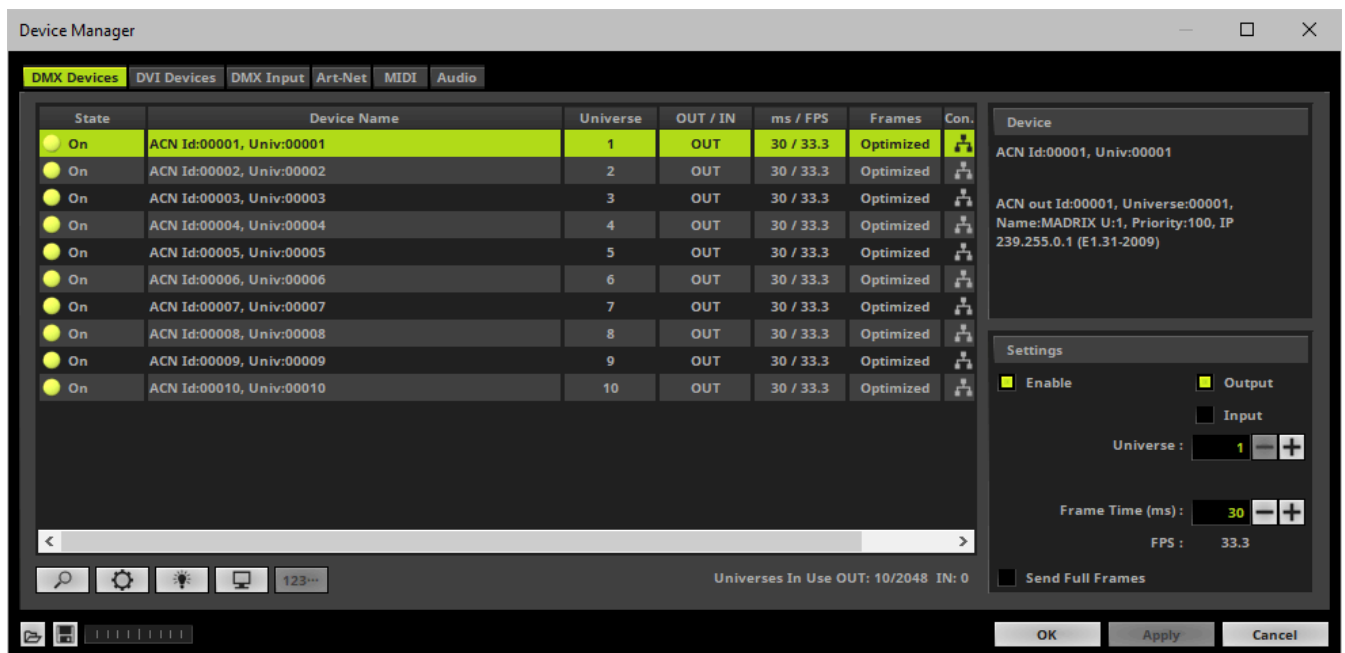 Device Manager
DMX Devices DVI Devices DMX Input Art-Net MIDI Audio
State Device Name Universe OUT / IN ms / FPS Frames Con.
On ACN Id:00001, Univ:00001 1 OUT 30 / 33.3 Optimized
On ACN Id:00002, Univ:00002 2 OUT 30 / 33.3 Optimized
On ACN Id:00003, Univ:00003 3 OUT 30 / 33.3 Optimized
On ACN Id:00004, Univ:00004 4 OUT 30 / 33.3 Optimized
On ACN Id:00005, Univ:00005 5 OUT 30 / 33.3 Optimized
On ACN Id:00006, Univ:00006 6 OUT 30 / 33.3 Optimized
On ACN Id:00007, Univ:00007 7 OUT 30 / 33.3 Optimized
On ACN Id:00008, Univ:00008 8 OUT 30 / 33.3 Optimized
On ACN Id:00009, Univ:00009 9 OUT 30 / 33.3 Optimized
On ACN Id:00010, Univ:00010 10 OUT 30 / 33.3 Optimized
123...
Universes In Use OUT: 10/2048 IN: 0
Device
ACN Id:00001, Univ:00001
ACN out Id:00001, Universe:00001,
Name:MADRIX U:1, Priority:100, IP
239.255.0.1 (E1.31-2009)
Settings
Enable Output
Input
Universe : 1
Frame Time (ms) : 30
FPS : 33.3
Send Full Frames
OK Apply Cancel